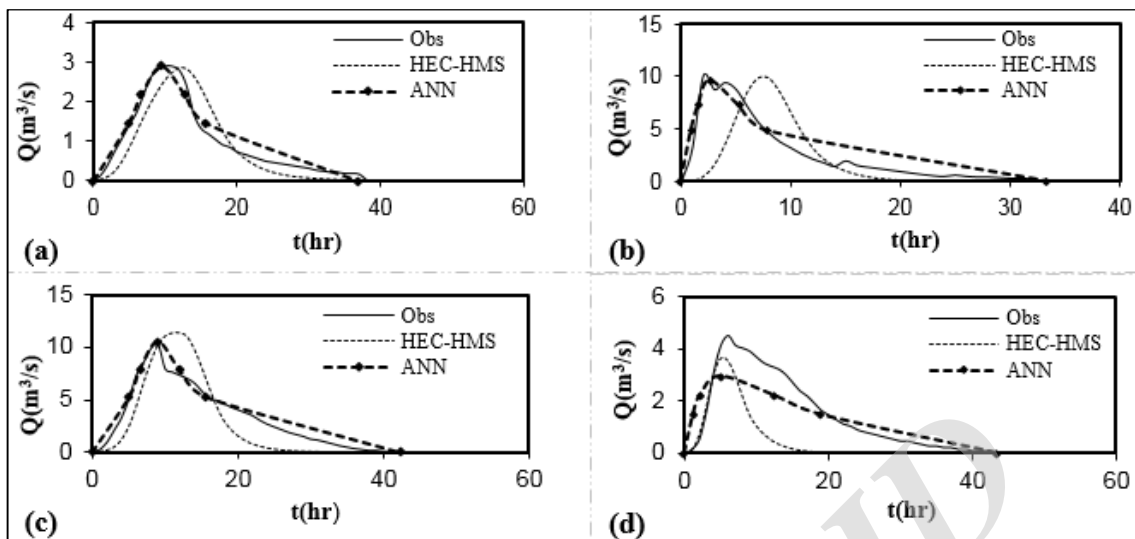 Q(m³/s)
4
3
2
1
0
Obs
HEC-HMS
ANN
0 20 40 60
t(hr)
(a)
Q(m³/s)
15
10
5
0
Obs
HEC-HMS
ANN
0 10 20 30 40
t(hr)
(b)
Q(m³/s)
15
10
5
0
Obs
HEC-HMS
ANN
0 20 40 60
t(hr)
(c)
Q(m³/s)
6
4
2
0
Obs
HEC-HMS
ANN
0 20 40 60
t(hr)
(d)